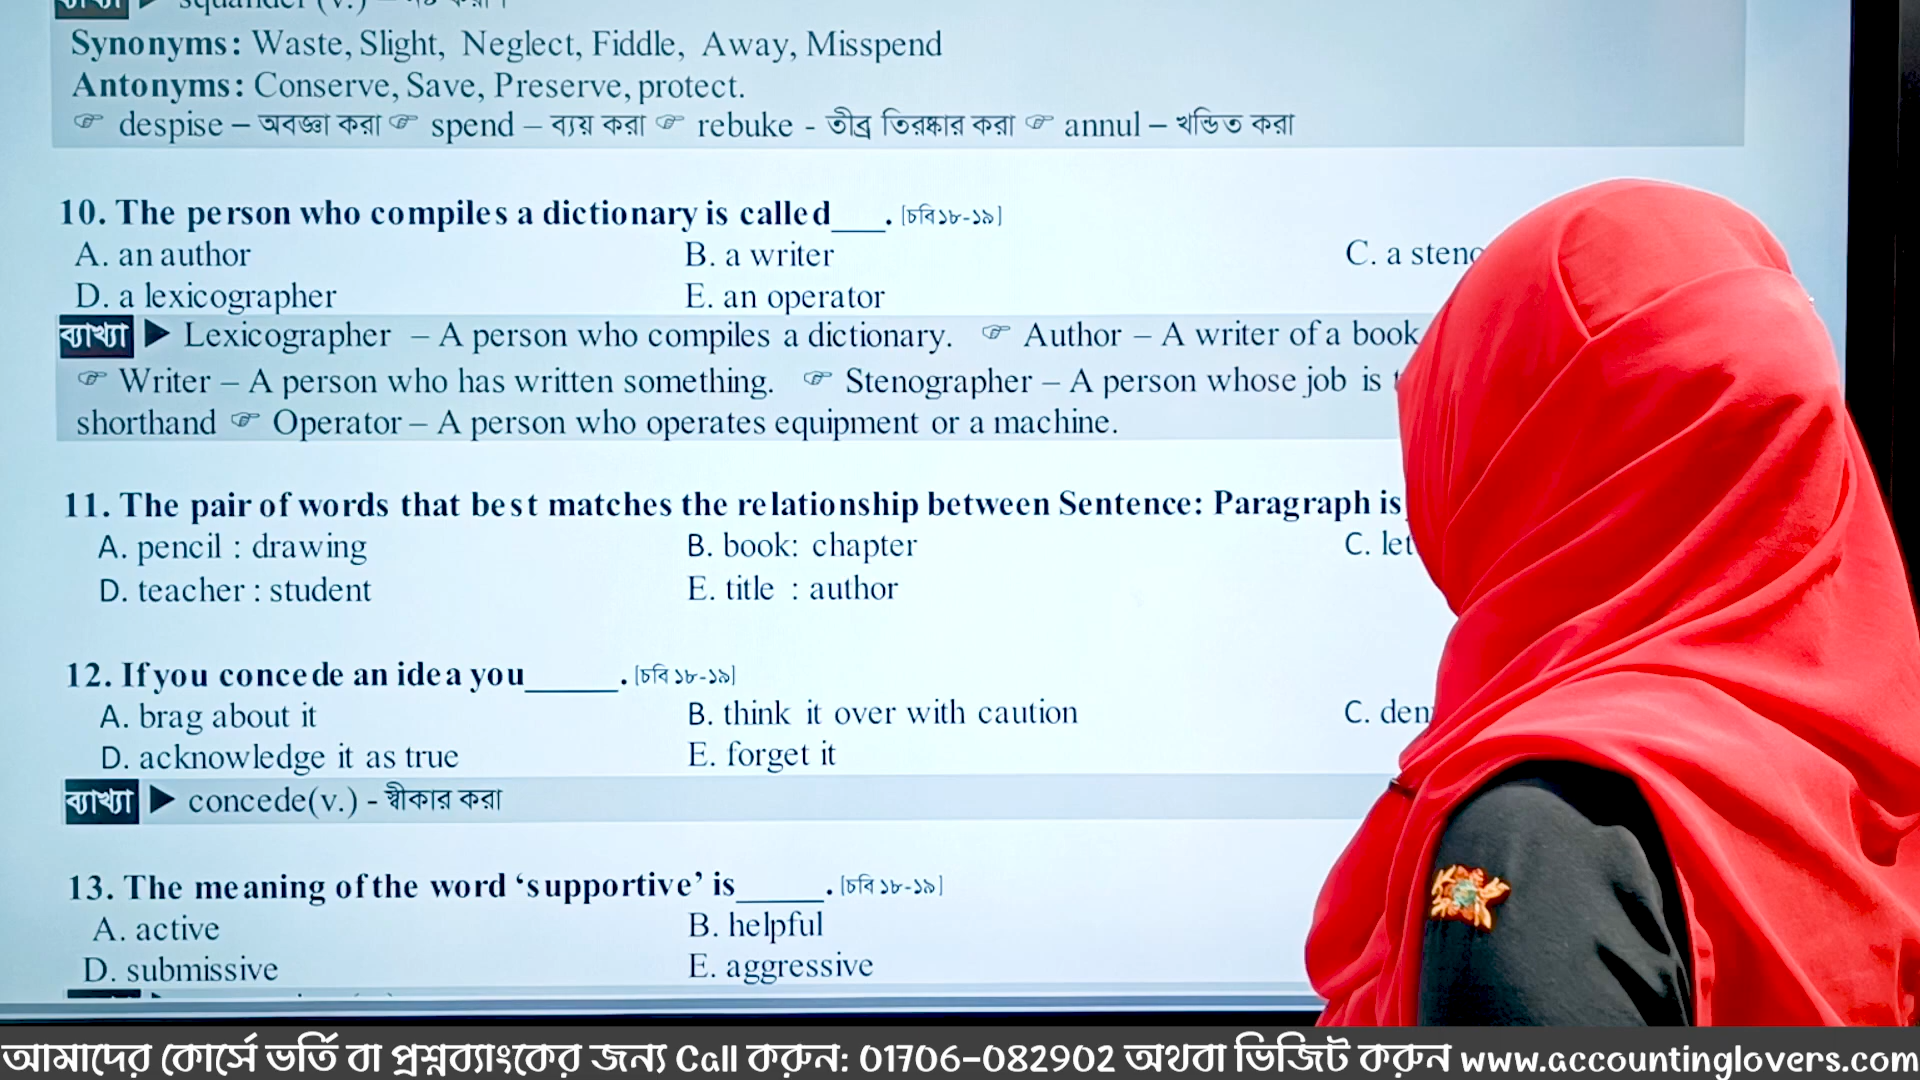 squander (v.) – নষ্ট করা।
Synonyms: Waste, Slight, Neglect, Fiddle, Away, Misspend
Antonyms: Conserve, Save, Preserve, protect.
☞ despise – অবজ্ঞা করা ☞ spend – ব্যয় করা ☞ rebuke - তীব্র তিরষ্কার করা ☞ annul – খন্ডিত করা
10. The person who compiles a dictionary is called___. [চবি১৮-১৯]
A. an author B. a writer C. a steno
D. a lexicographer E. an operator
ব্যাখ্যা ▶ Lexicographer – A person who compiles a dictionary. ☞ Author – A writer of a book
☞ Writer – A person who has written something. ☞ Stenographer – A person whose job is
shorthand ☞ Operator – A person who operates equipment or a machine.
11. The pair of words that best matches the relationship between Sentence: Paragraph is
A. pencil : drawing B. book: chapter C. let
D. teacher : student E. title : author
12. If you concede an idea you_____. [চবি ১৮-১৯]
A. brag about it B. think it over with caution C. den
D. acknowledge it as true E. forget it
ব্যাখ্যা ▶ concede(v.) - স্বীকার করা
13. The meaning of the word ‘supportive’ is_____. [চবি ১৮-১৯]
A. active B. helpful
D. submissive E. aggressive
আমাদের কোর্সে ভর্তি বা প্রশ্নব্যাংকের জন্য Call করুন: 01706-082902 অথবা ভিজিট করুন www.accountinglovers.com